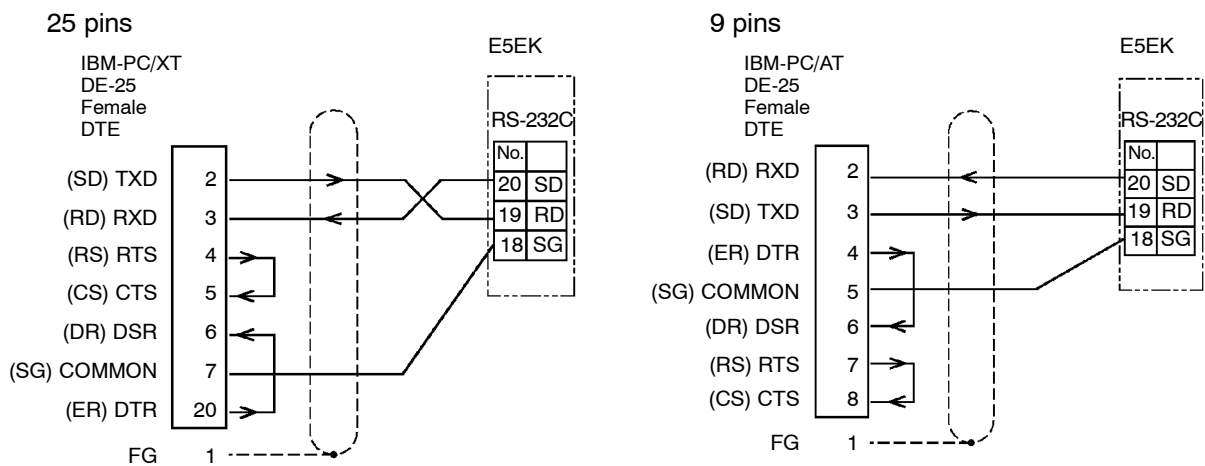 25 pins
IBM-PC/XT
DE-25
Female
DTE
E5EK
RS-232C
No.
20 SD
19 RD
18 SG
(SD) TXD 2
(RD) RXD 3
(RS) RTS 4
(CS) CTS 5
(DR) DSR 6
(SG) COMMON 7
(ER) DTR 20
FG 1
9 pins
IBM-PC/AT
DE-25
Female
DTE
E5EK
RS-232C
No.
20 SD
19 RD
18 SG
(RD) RXD 2
(SD) TXD 3
(ER) DTR 4
(SG) COMMON 5
(DR) DSR 6
(RS) RTS 7
(CS) CTS 8
FG 1